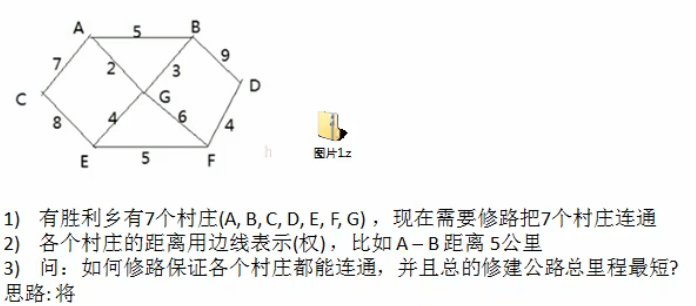 A
5
B
7
2
3
9
C
G
D
8
4
6
4
E
5
F
h
图片1.z
1) 有胜利乡有7个村庄(A, B, C, D, E, F, G) ，现在需要修路把7个村庄连通
2) 各个村庄的距离用边线表示(权) ，比如 A – B 距离 5公里
3) 问：如何修路保证各个村庄都能连通，并且总的修建公路总里程最短?
思路: 将